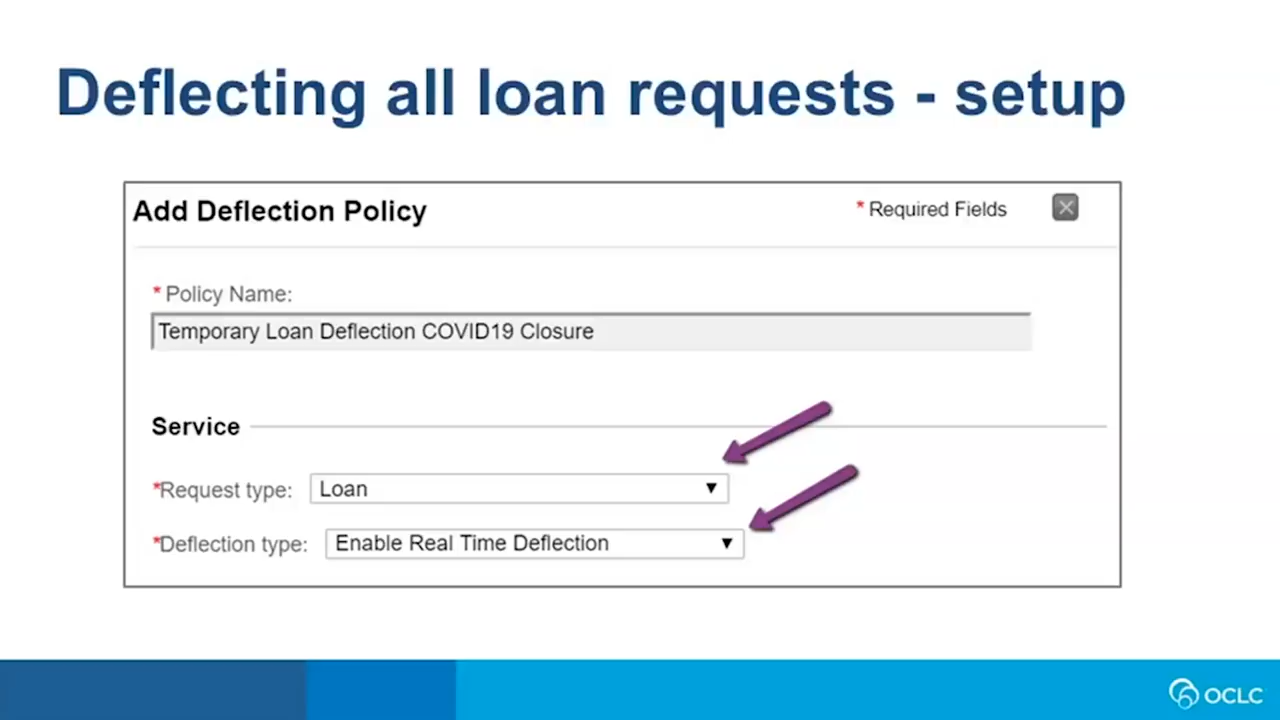 Deflecting all loan requests - setup
Add Deflection Policy
* Required Fields
* Policy Name:
Temporary Loan Deflection COVID19 Closure
Service
*Request type: Loan
*Deflection type: Enable Real Time Deflection
OCLC